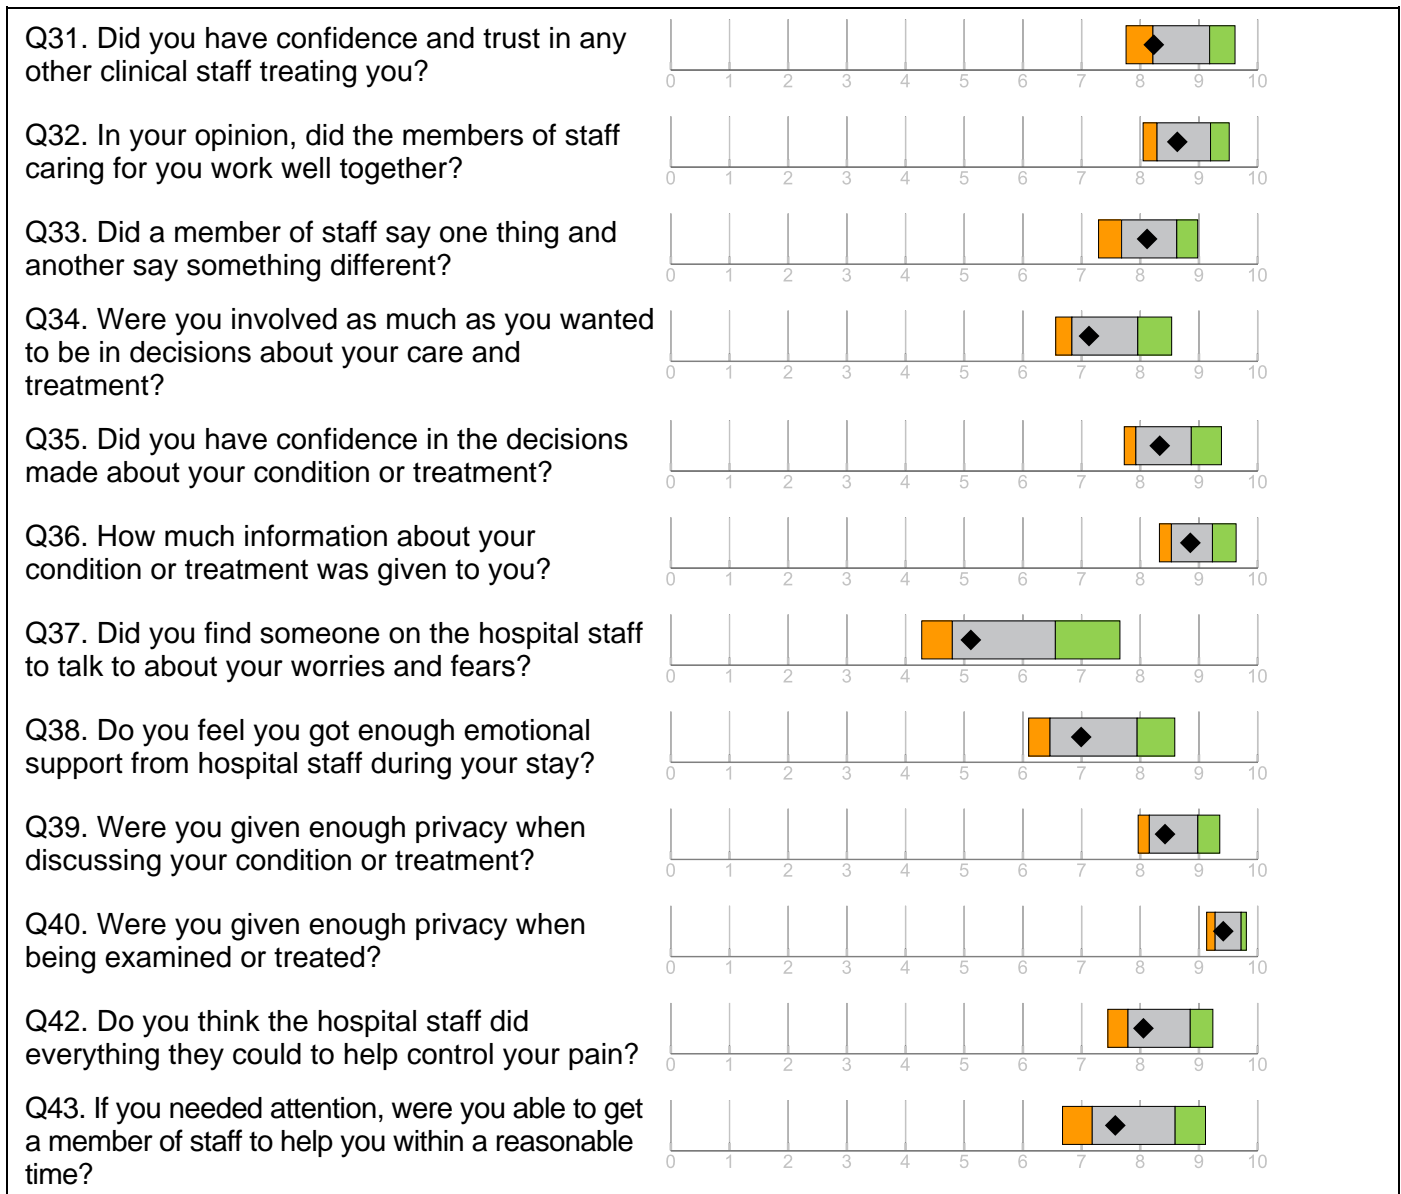 Q31. Did you have confidence and trust in any
other clinical staff treating you?
0 1 2 3 4 5 6 7 8 9 10
Q32. In your opinion, did the members of staff
caring for you work well together?
0 1 2 3 4 5 6 7 8 9 10
Q33. Did a member of staff say one thing and
another say something different?
0 1 2 3 4 5 6 7 8 9 10
Q34. Were you involved as much as you wanted
to be in decisions about your care and
treatment?
0 1 2 3 4 5 6 7 8 9 10
Q35. Did you have confidence in the decisions
made about your condition or treatment?
0 1 2 3 4 5 6 7 8 9 10
Q36. How much information about your
condition or treatment was given to you?
0 1 2 3 4 5 6 7 8 9 10
Q37. Did you find someone on the hospital staff
to talk to about your worries and fears?
0 1 2 3 4 5 6 7 8 9 10
Q38. Do you feel you got enough emotional
support from hospital staff during your stay?
0 1 2 3 4 5 6 7 8 9 10
Q39. Were you given enough privacy when
discussing your condition or treatment?
0 1 2 3 4 5 6 7 8 9 10
Q40. Were you given enough privacy when
being examined or treated?
0 1 2 3 4 5 6 7 8 9 10
Q42. Do you think the hospital staff did
everything they could to help control your pain?
0 1 2 3 4 5 6 7 8 9 10
Q43. If you needed attention, were you able to get
a member of staff to help you within a reasonable
time?
0 1 2 3 4 5 6 7 8 9 10